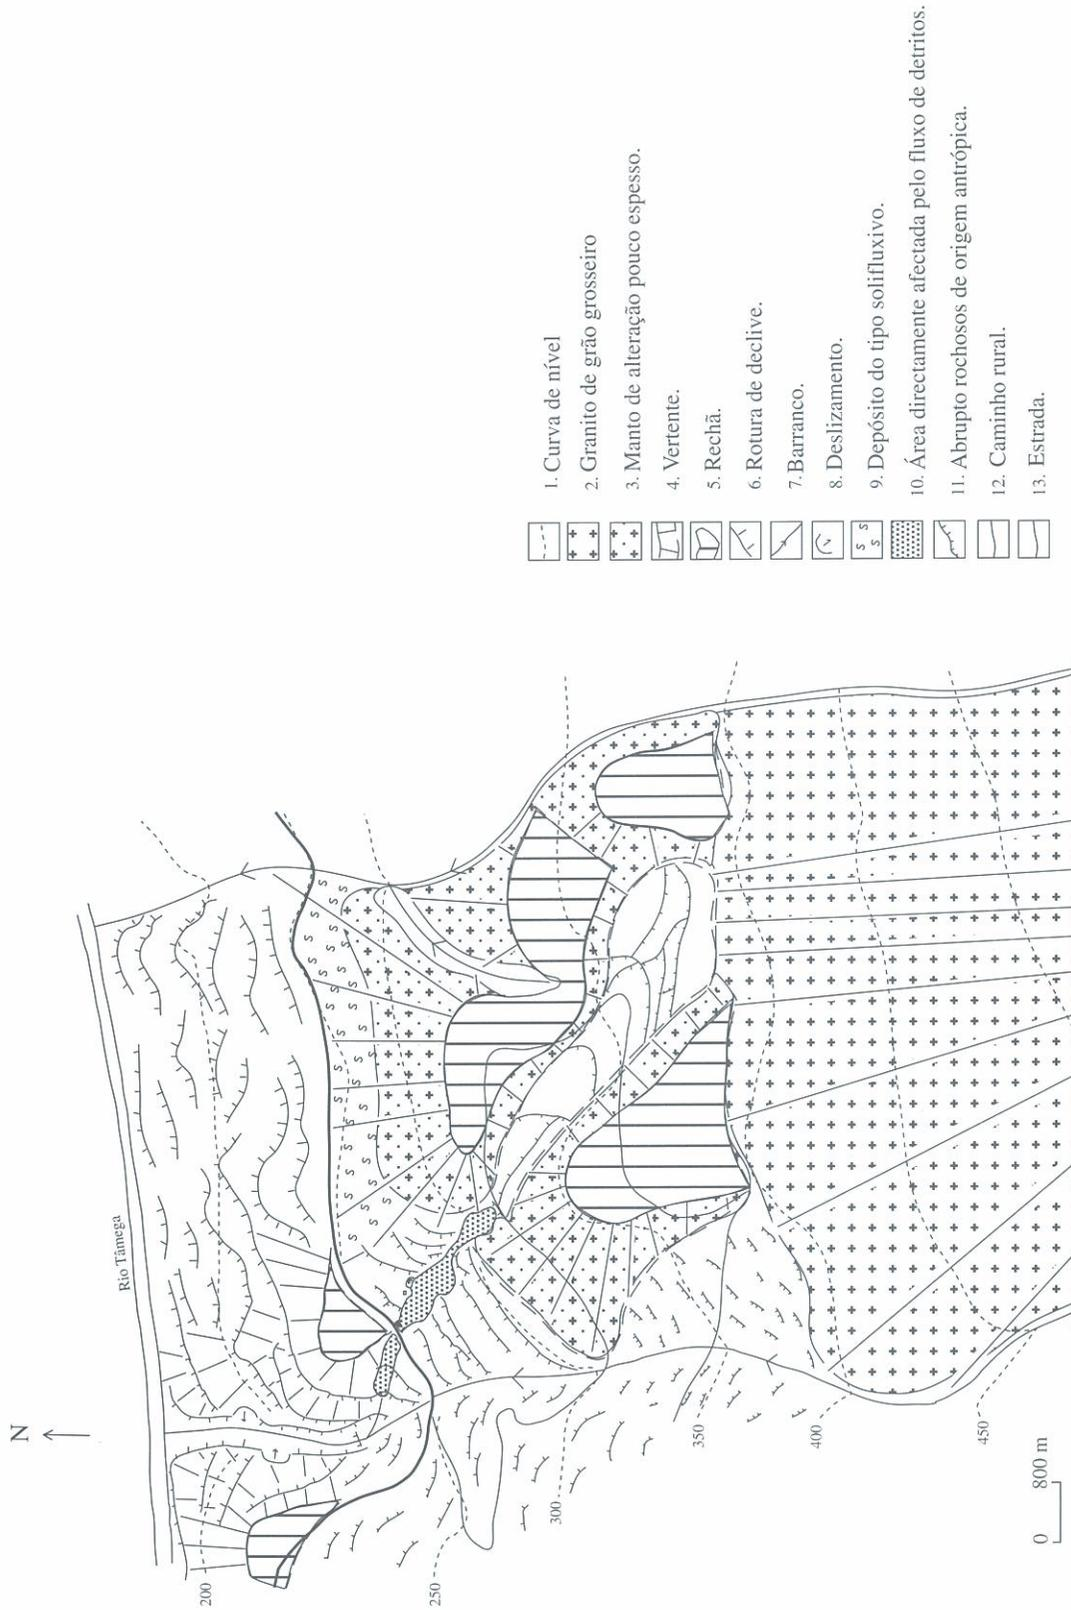 N
Rio Tâmega
200
250
300
350
400
450
0 800 m
1. Curva de nível
2. Granito de grão grosseiro
3. Manto de alteração pouco espesso.
4. Vertente.
5. Rechã.
6. Rotura de declive.
7. Barranco.
8. Deslizamento.
9. Depósito do tipo solifluxivo.
10. Área directamente afectada pelo fluxo de detritos.
11. Abrupto rochosos de origem antrópica.
12. Caminho rural.
13. Estrada.